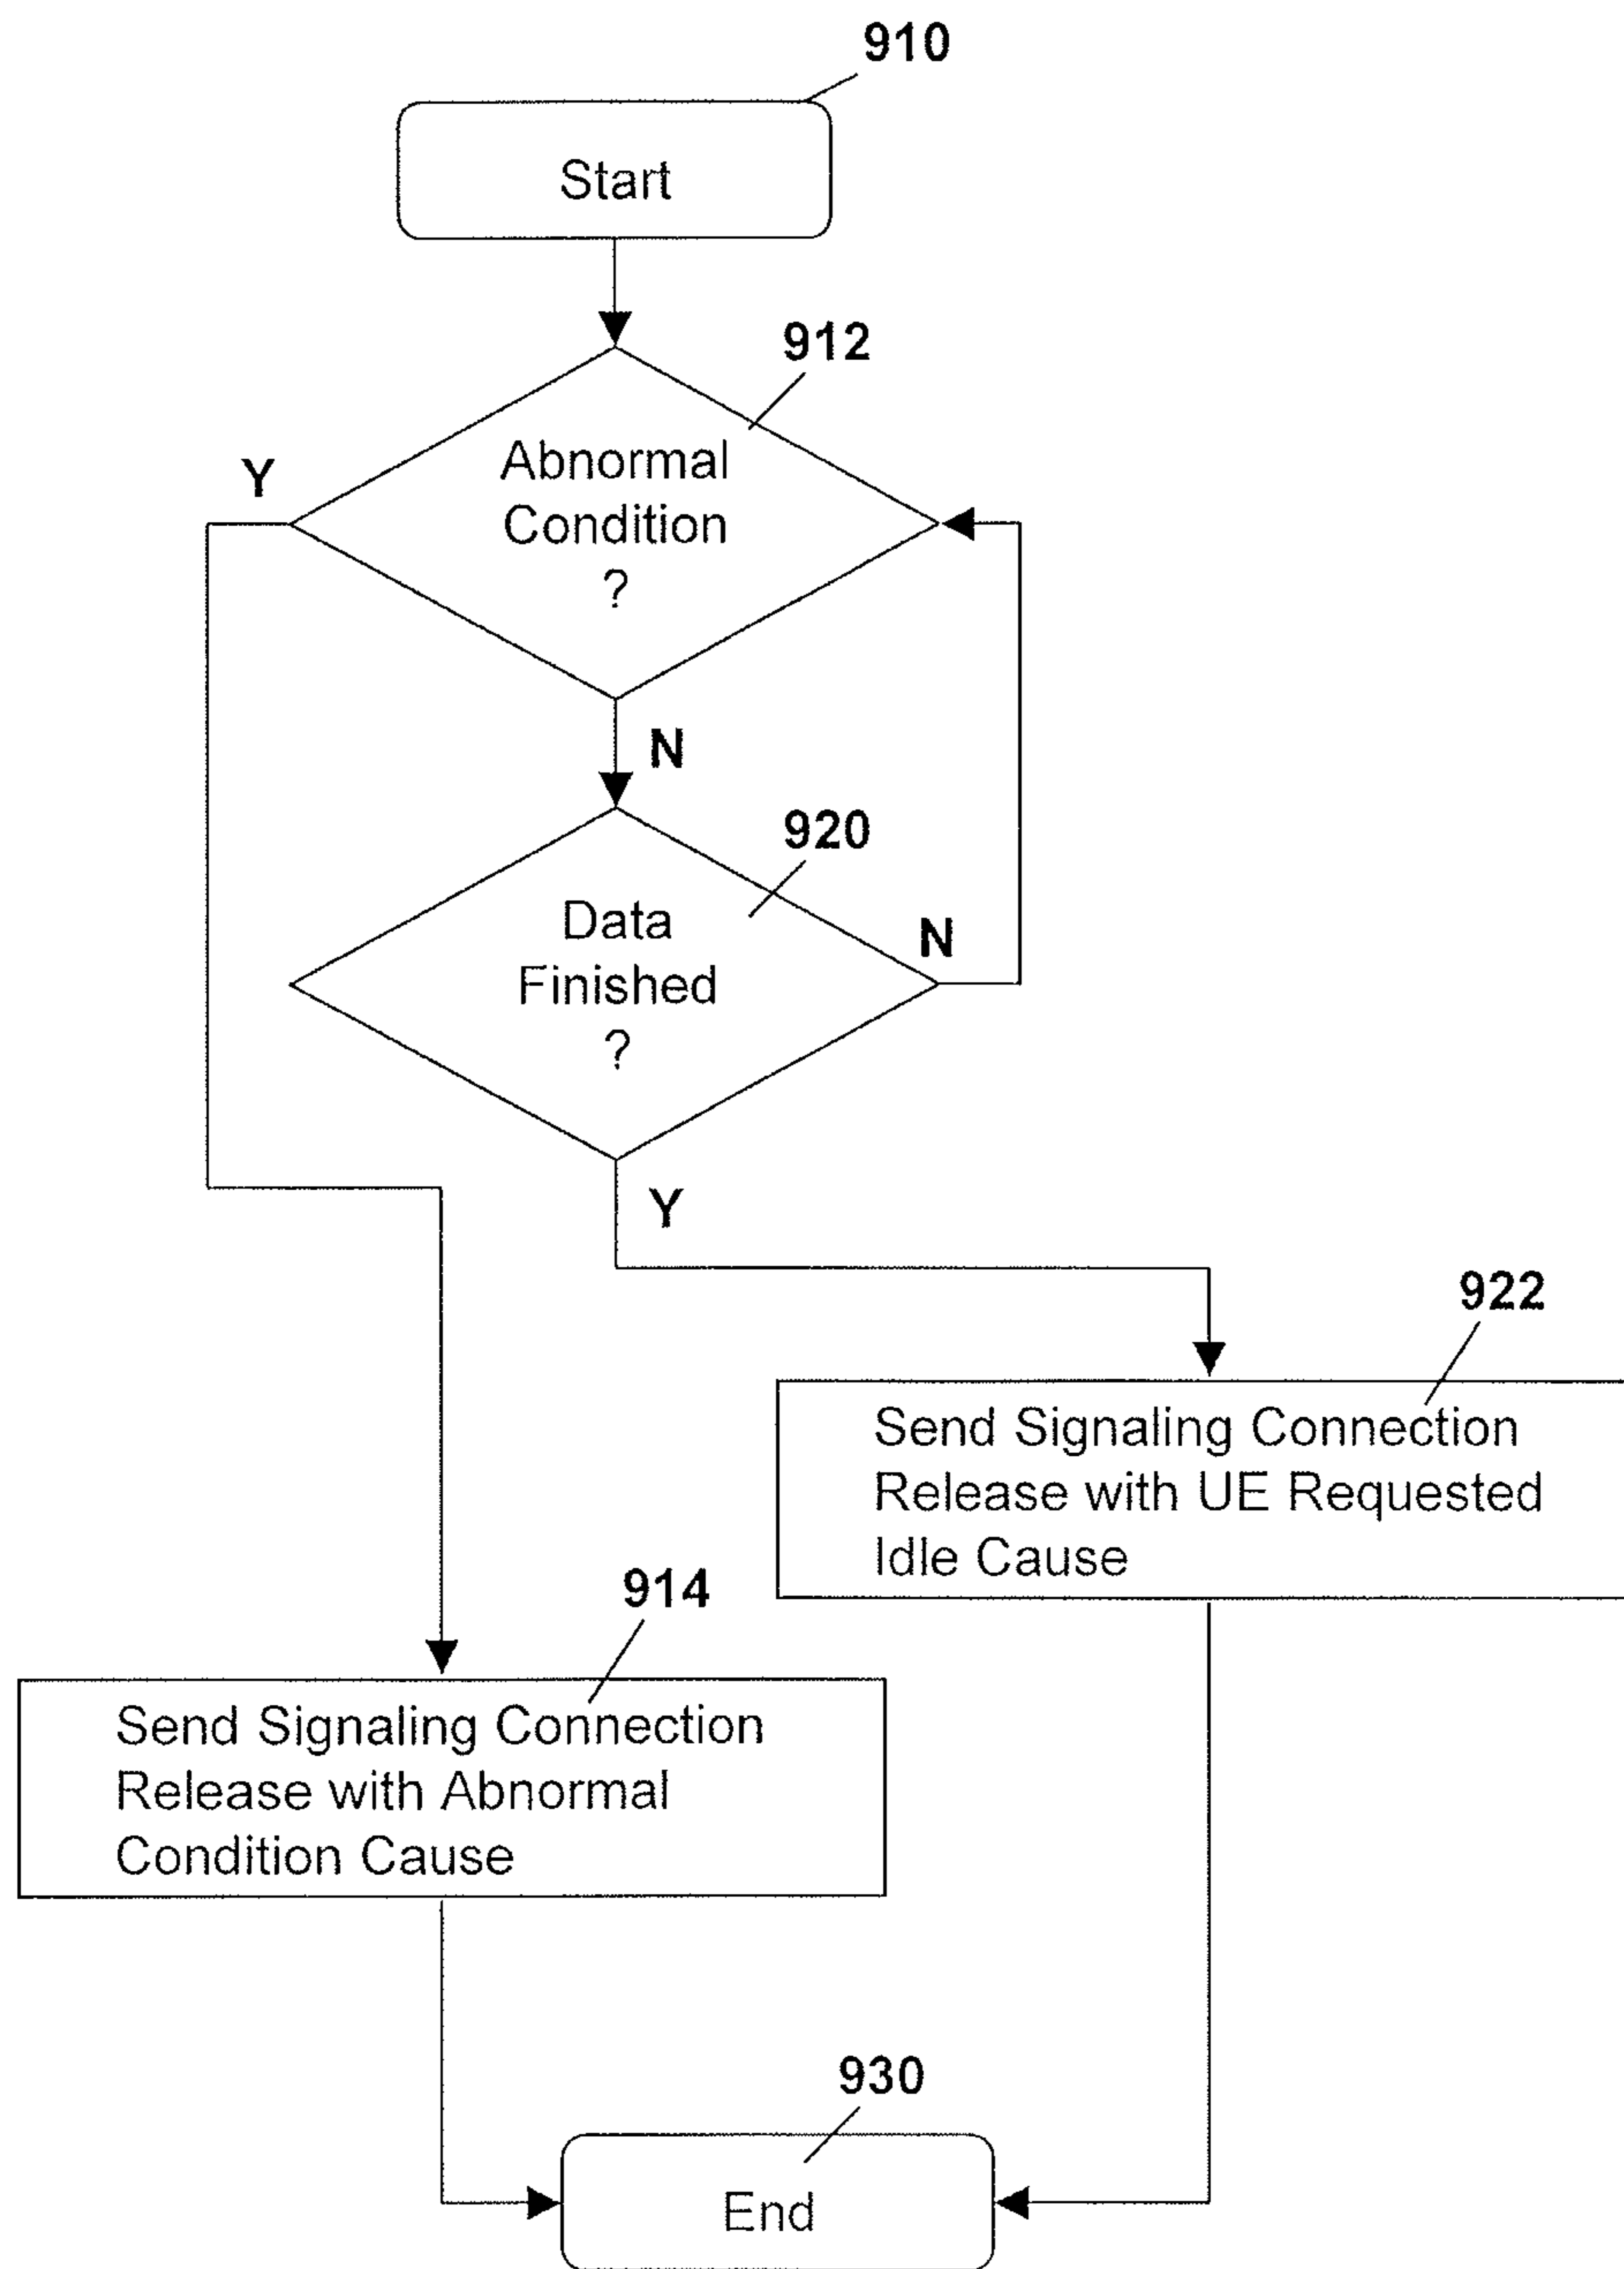 910
Start
912
Abnormal
Condition
?
Y
N
920
Data
Finished
?
N
Y
922
Send Signaling Connection
Release with UE Requested
Idle Cause
914
Send Signaling Connection
Release with Abnormal
Condition Cause
930
End